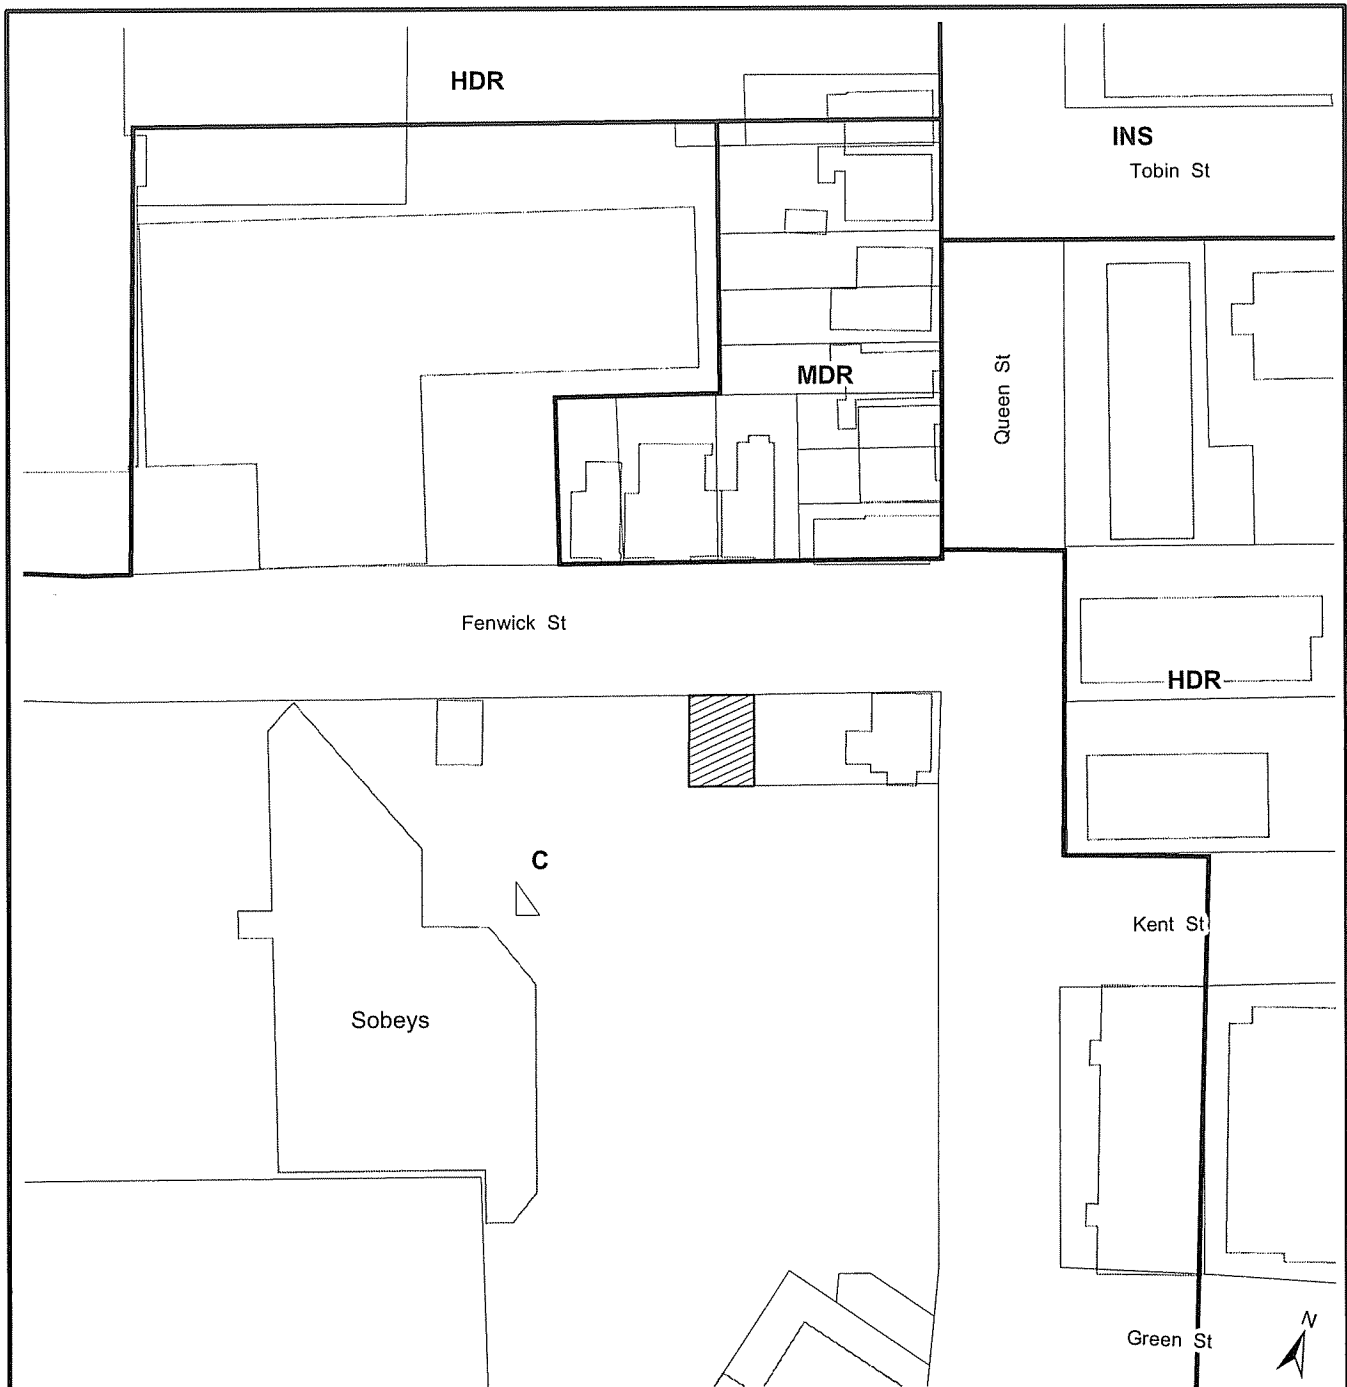 HDR
INS
Tobin St
Queen St
MDR
Fenwick St
HDR
C
Kent St
Sobeys
Green St
N